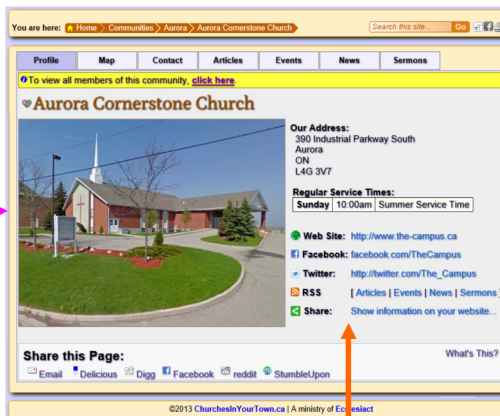 You are here: Home Communities Aurora Aurora Cornerstone Church Search this site... Go
Profile Map Contact Articles Events News Sermons
To view all members of this community, click here.
Aurora Cornerstone Church
Our Address:
390 Industrial Parkway South
Aurora
ON
L4G 3V7
Regular Service Times:
Sunday 10:00am Summer Service Time
Web Site: http://www.the-campus.ca
Facebook: facebook.com/TheCampus
Twitter: http://twitter.com/The_Campus
RSS [ Articles | Events | News | Sermons ]
Share: Show information on your website...
Share this Page: What's This?
Email Delicious Digg Facebook reddit StumbleUpon
©2013 ChurchesInYourTown.ca | A ministry of